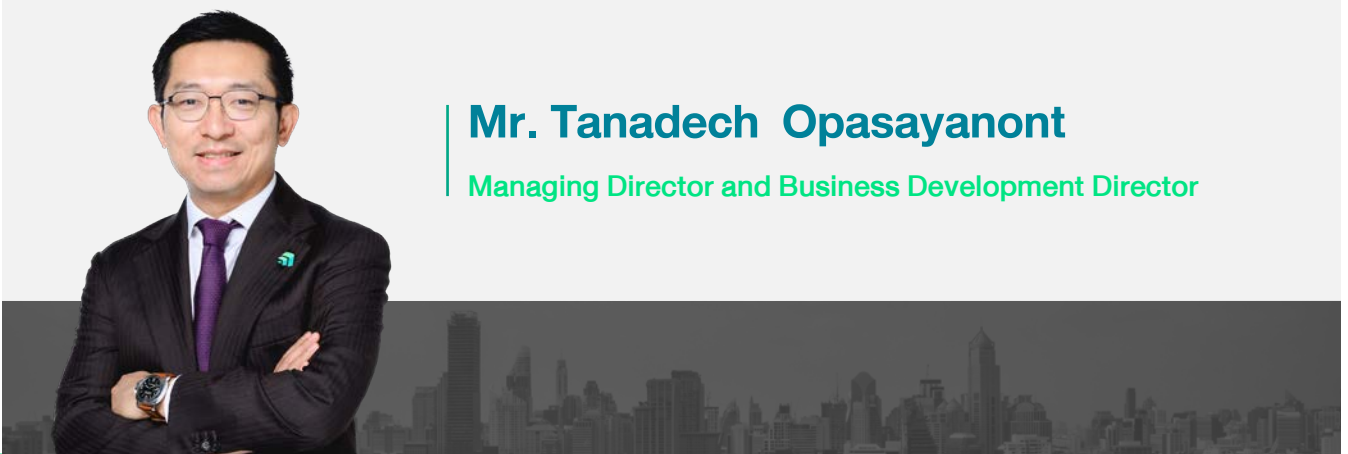 Mr. Tanadech Opasayanont
Managing Director and Business Development Director